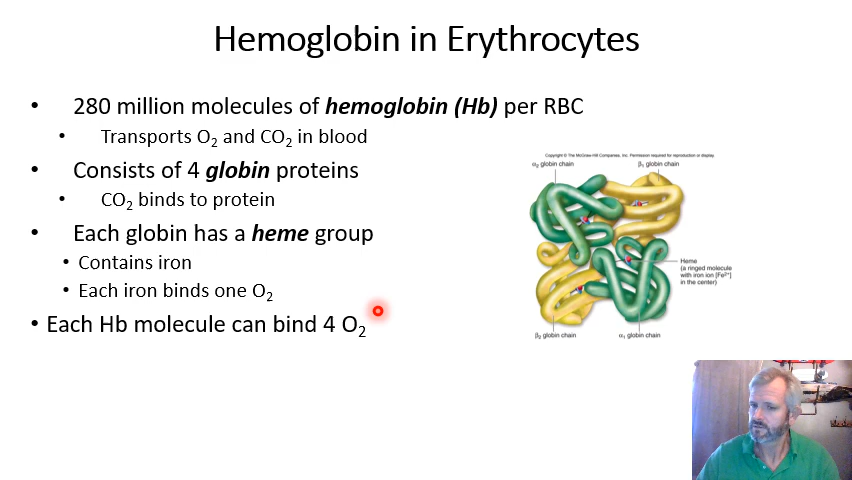 Hemoglobin in Erythrocytes
• 280 million molecules of hemoglobin (Hb) per RBC
• Transports O₂ and CO₂ in blood
• Consists of 4 globin proteins
• CO₂ binds to protein
• Each globin has a heme group
• Contains iron
• Each iron binds one O₂
• Each Hb molecule can bind 4 O₂
Copyright © The McGraw-Hill Companies, Inc. Permission required for reproduction or display.
α₂ globin chain
β₁ globin chain
Heme
(a ringed molecule
with iron ion [Fe²⁺]
in the center)
β₂ globin chain
α₁ globin chain